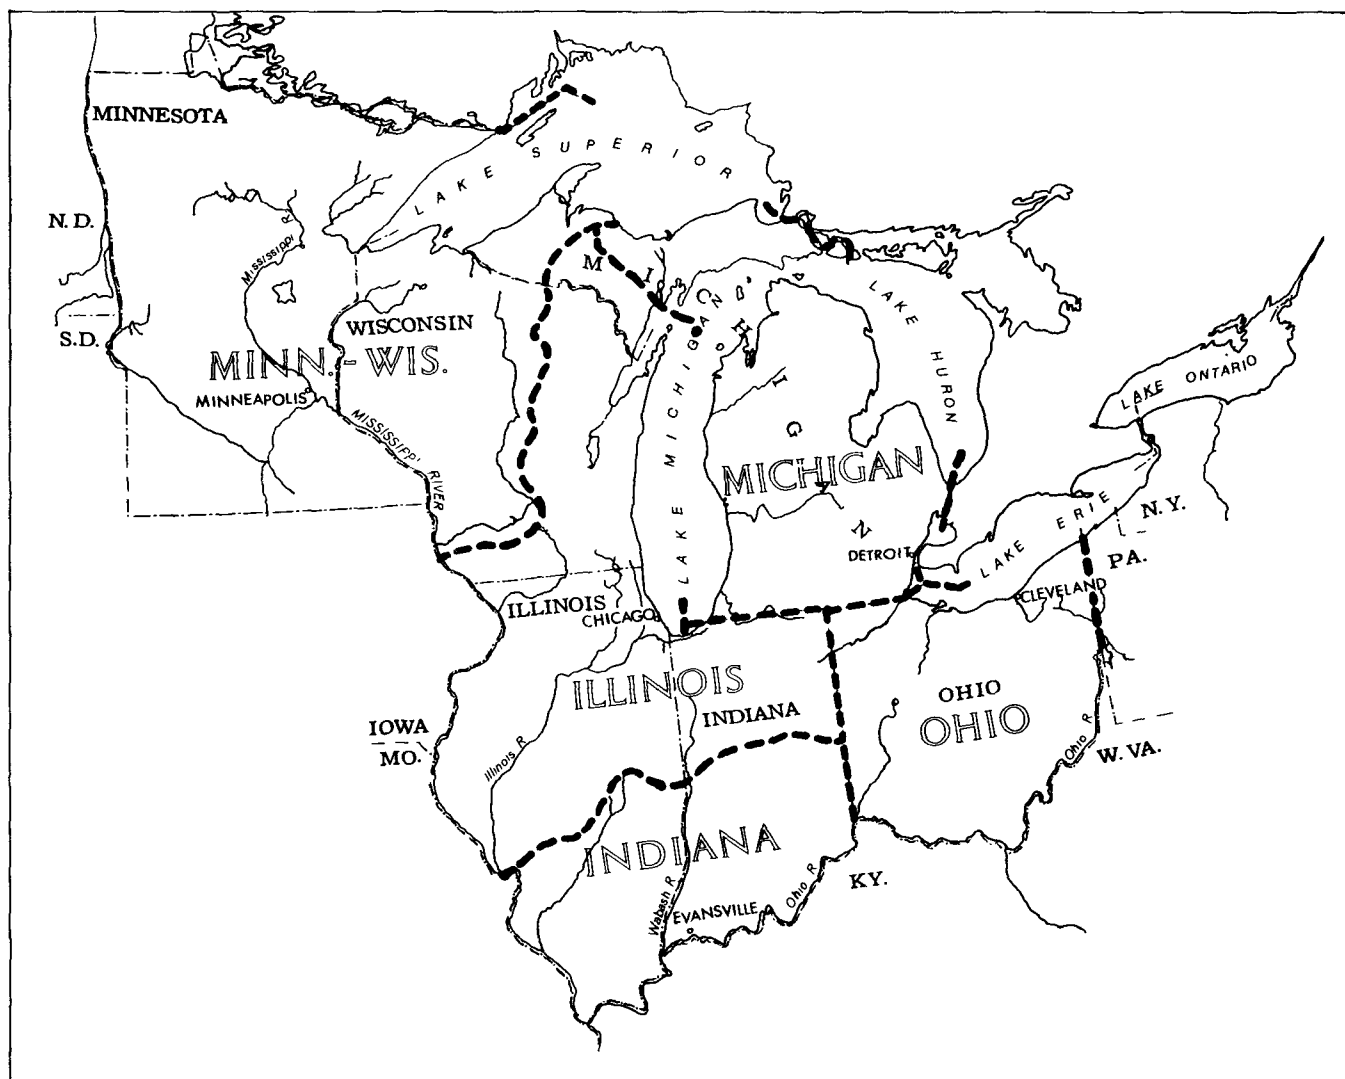 MINNESOTA
LAKE SUPERIOR
N.D.
Mississippi R
MICHIGAN
S.D.
WISCONSIN
LAKE MICHIGAN
LAKE HURON
MINN.-WIS.
MINNEAPOLIS
LAKE ONTARIO
MISSISSIPPI RIVER
MICHIGAN
LAKE ERIE
N.Y.
DETROIT
PA.
ILLINOIS
CHICAGO
CLEVELAND
ILLINOIS
INDIANA
OHIO
OHIO
IOWA
MO.
Illinois R
Ohio R
W. VA.
INDIANA
KY.
Wabash R
EVANSVILLE
Ohio R